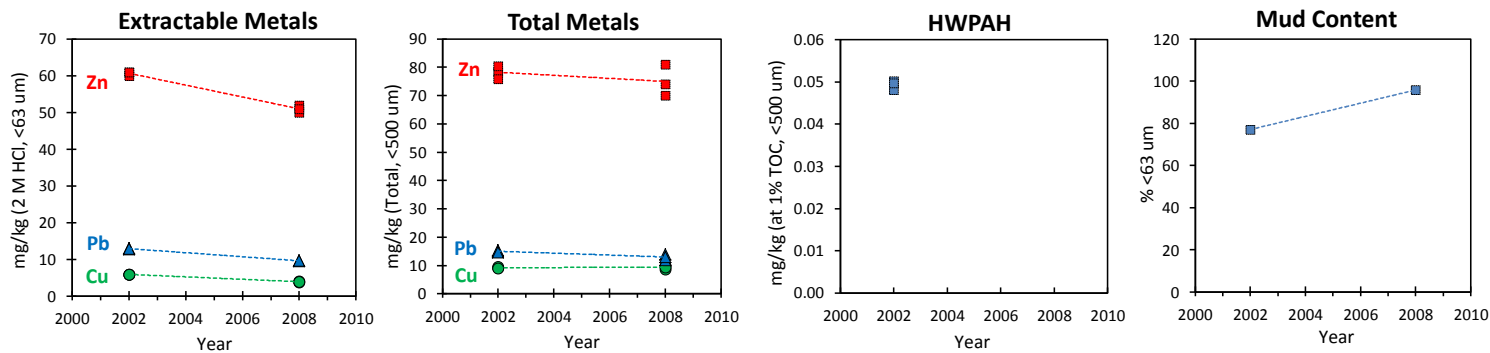 Extractable Metals
mg/kg (2 M HCl, <63 um)
70
60
50
40
30
20
10
0
Zn
Pb
Cu
2000 2002 2004 2006 2008 2010
Year
Total Metals
mg/kg (Total, <500 um)
90
80
70
60
50
40
30
20
10
0
Zn
Pb
Cu
2000 2002 2004 2006 2008 2010
Year
HWPAH
mg/kg (at 1% TOC, <500 um)
0.06
0.05
0.04
0.03
0.02
0.01
0.00
2000 2002 2004 2006 2008 2010
Year
Mud Content
% <63 um
120
100
80
60
40
20
0
2000 2002 2004 2006 2008 2010
Year